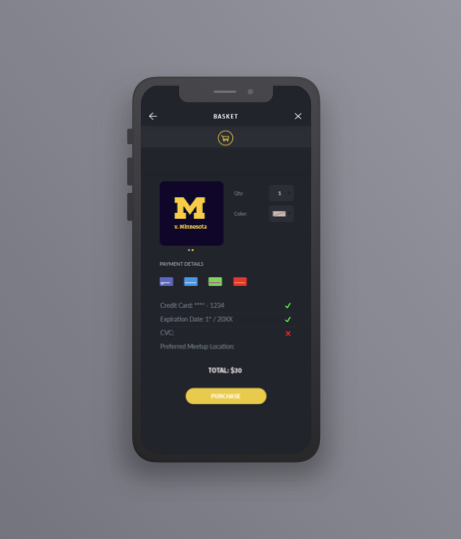 BASKET
M
v. Minnesota
Qty:
1
Color:
PAYMENT DETAILS
Credit Card: **** - 1234
Expiration Date: 1* / 20XX
CVC:
Preferred Meetup Location:
TOTAL: $30
PURCHASE